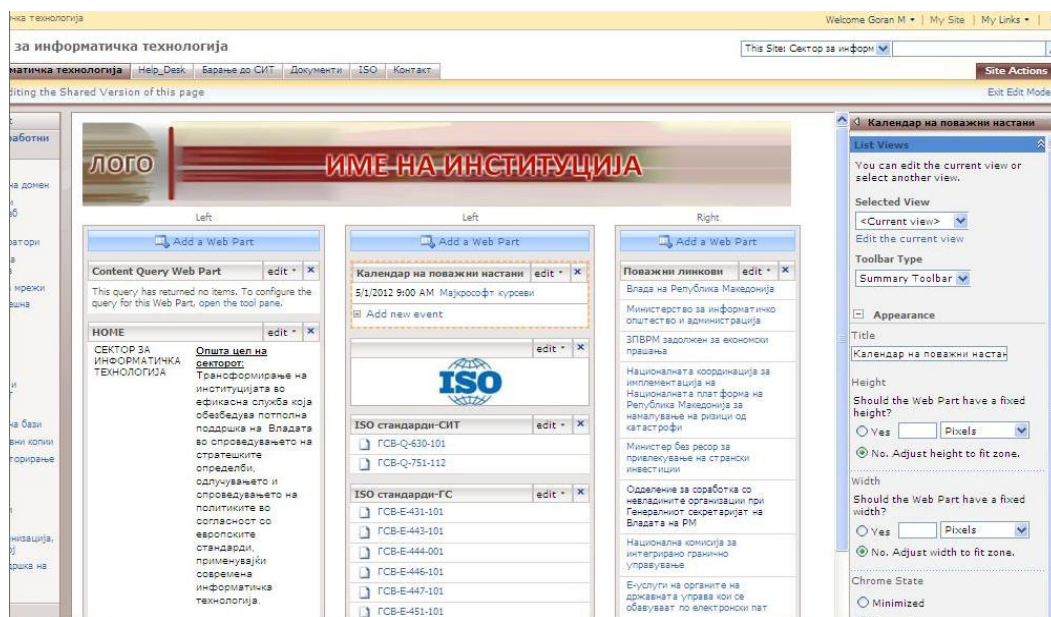 чка технологија
Welcome Goran M | My Site | My Links |
за информатичка технологија
This Site: Сектор за информ
матичка технологија Help_Desk Барање до СИТ Документи ISO Контакт
Site Actions
diting the Shared Version of this page
Exit Edit Mode
ЛОГО
ИМЕ НА ИНСТИТУЦИЈА
Left
Left
Right
Add a Web Part
Add a Web Part
Add a Web Part
Content Query Web Part edit
This query has returned no items. To configure the
query for this Web Part, open the tool pane.
HOME edit
СЕКТОР ЗА
ИНФОРМАТИЧКА
ТЕХНОЛОГИЈА
Општа цел на
секторот:
Трансформирање на
институцијата во
ефикасна служба која
обезбедува потполна
поддршка на Владата
во спроведувањето на
стратешките
определби,
одлучувањето и
спроведувањето на
политиките во
согласност со
европските
стандарди,
применувајќи
современа
информатичка
технологија.
Календар на поважни настани edit
5/1/2012 9:00 AM Мајкрософт курсеви
Add new event
edit
ISO
ISO стандарди-СИТ edit
ГСВ-Q-630-101
ГСВ-Q-751-112
ISO стандарди-ГС edit
ГСВ-Е-431-101
ГСВ-Е-443-101
ГСВ-Е-444-001
ГСВ-Е-446-101
ГСВ-Е-447-101
ГСВ-Е-451-101
Поважни линкови edit
Влада на Република Македонија
Министерство за информатичко
општество и администрација
ЗПВРМ задолжен за економски
прашања
Националната координација за
имплементација на
Националната платформа на
Република Македонија за
намалување на ризици од
катастрофи
Министер без ресор за
привлекување на странски
инвестиции
Одделение за соработка со
невладините организации при
Генералниот секретаријат на
Владата на РМ
Национална комисија за
интегрирано гранично
управување
Е-услуги на органите на
државната управа кои се
обавуваат по електронски пат
Календар на поважни настани
List Views
You can edit the current view or
select another view.
Selected View
<Current view>
Edit the current view
Toolbar Type
Summary Toolbar
Appearance
Title
Календар на поважни настан
Height
Should the Web Part have a fixed
height?
Yes Pixels
No. Adjust height to fit zone.
Width
Should the Web Part have a fixed
width?
Yes Pixels
No. Adjust width to fit zone.
Chrome State
Minimized